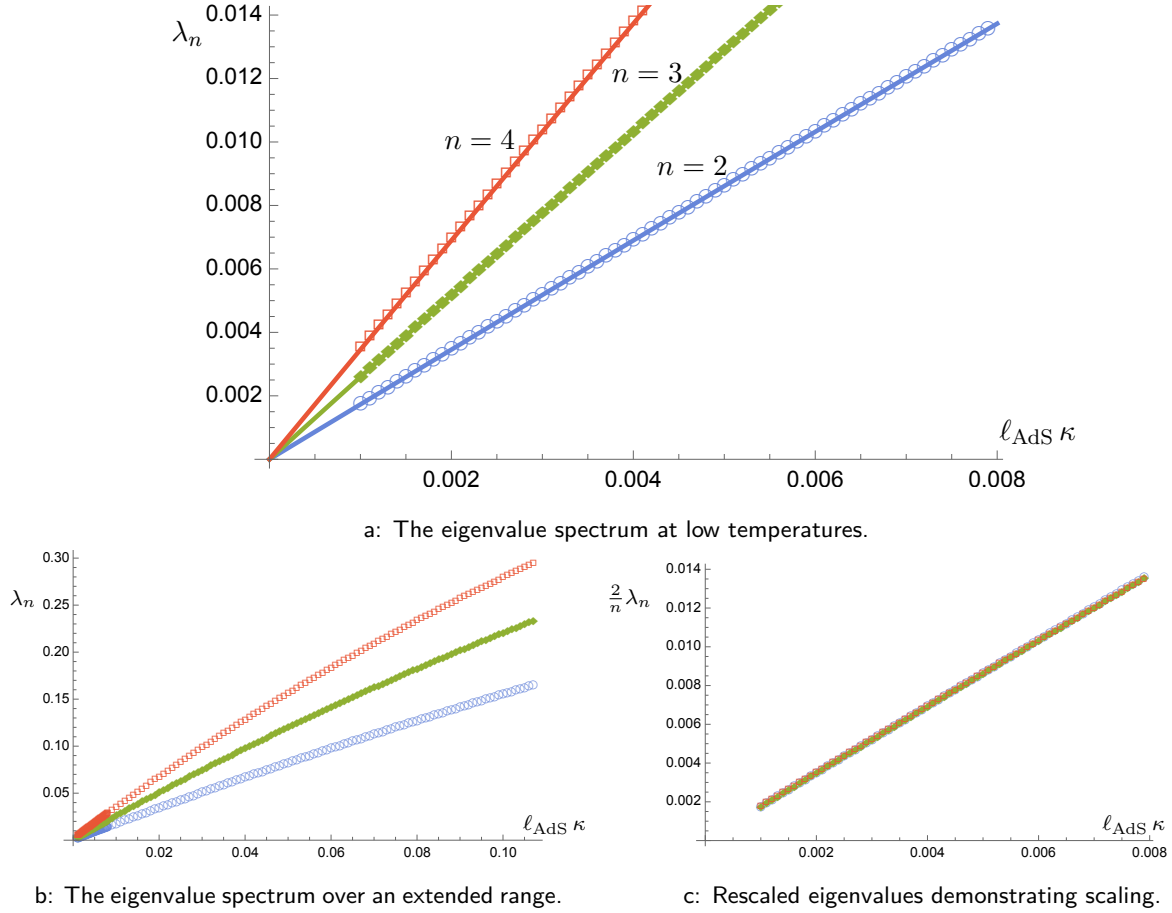 λₙ
0.014
0.012
0.010
0.008
0.006
0.004
0.002
n = 4
n = 3
n = 2
ℓ_AdS κ
0.002
0.004
0.006
0.008
a: The eigenvalue spectrum at low temperatures.
λₙ
0.30
0.25
0.20
0.15
0.10
0.05
ℓ_AdS κ
0.02
0.04
0.06
0.08
0.10
b: The eigenvalue spectrum over an extended range.
2/n λₙ
0.014
0.012
0.010
0.008
0.006
0.004
0.002
ℓ_AdS κ
0.002
0.004
0.006
0.008
c: Rescaled eigenvalues demonstrating scaling.